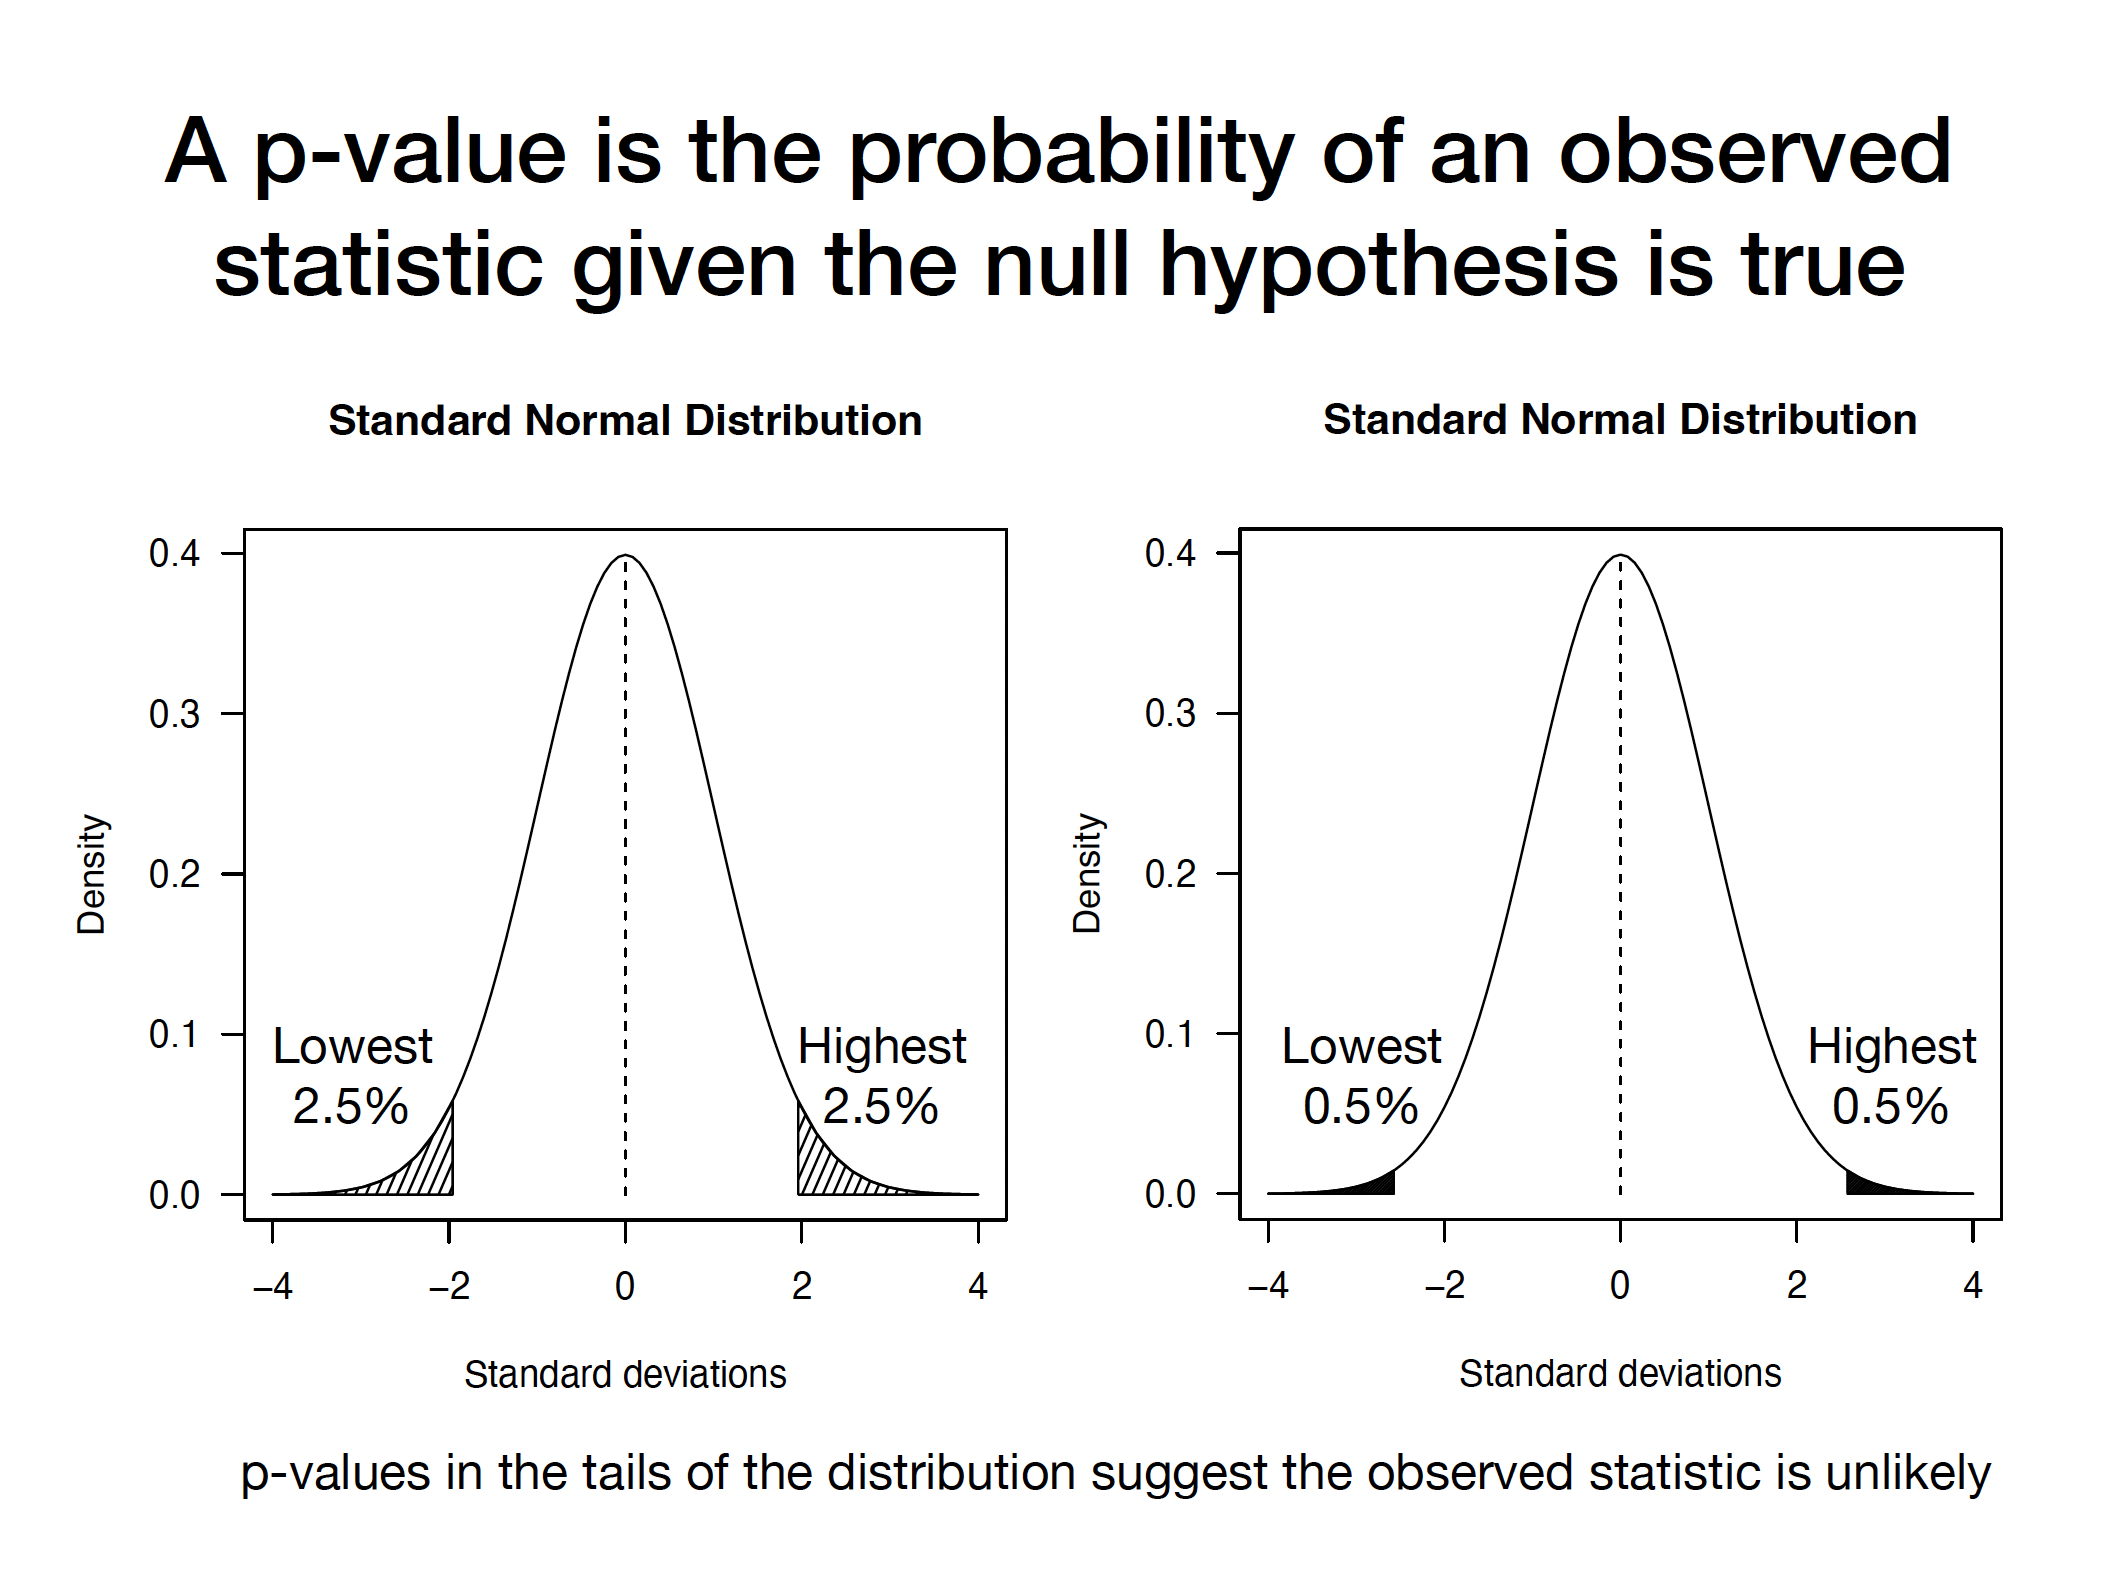 A p-value is the probability of an observed
statistic given the null hypothesis is true
Standard Normal Distribution
0.4
0.3
0.2
0.1
0.0
Density
Lowest
2.5%
Highest
2.5%
−4 −2 0 2 4
Standard deviations
Standard Normal Distribution
0.4
0.3
0.2
0.1
0.0
Density
Lowest
0.5%
Highest
0.5%
−4 −2 0 2 4
Standard deviations
p-values in the tails of the distribution suggest the observed statistic is unlikely